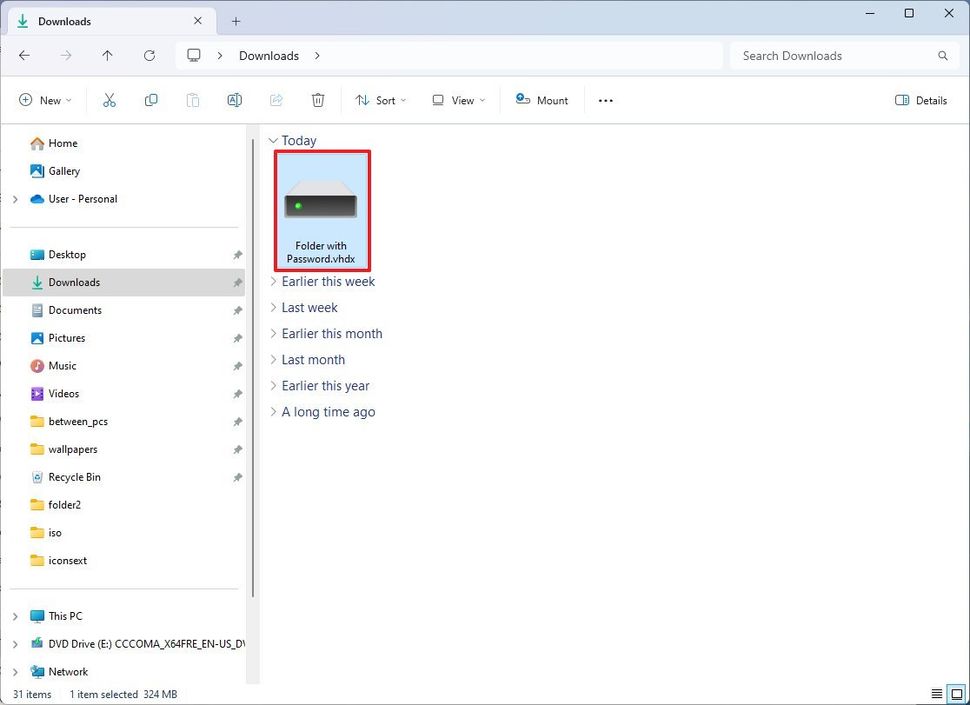 Downloads
Downloads
Search Downloads
New
Sort
View
Mount
Details
Home
Gallery
User - Personal
Desktop
Downloads
Documents
Pictures
Music
Videos
between_pcs
wallpapers
Recycle Bin
folder2
iso
iconsext
This PC
DVD Drive (E:) CCCOMA_X64FRE_EN-US_DV
Network
Today
Folder with
Password.vhdx
Earlier this week
Last week
Earlier this month
Last month
Earlier this year
A long time ago
31 items 1 item selected 324 MB